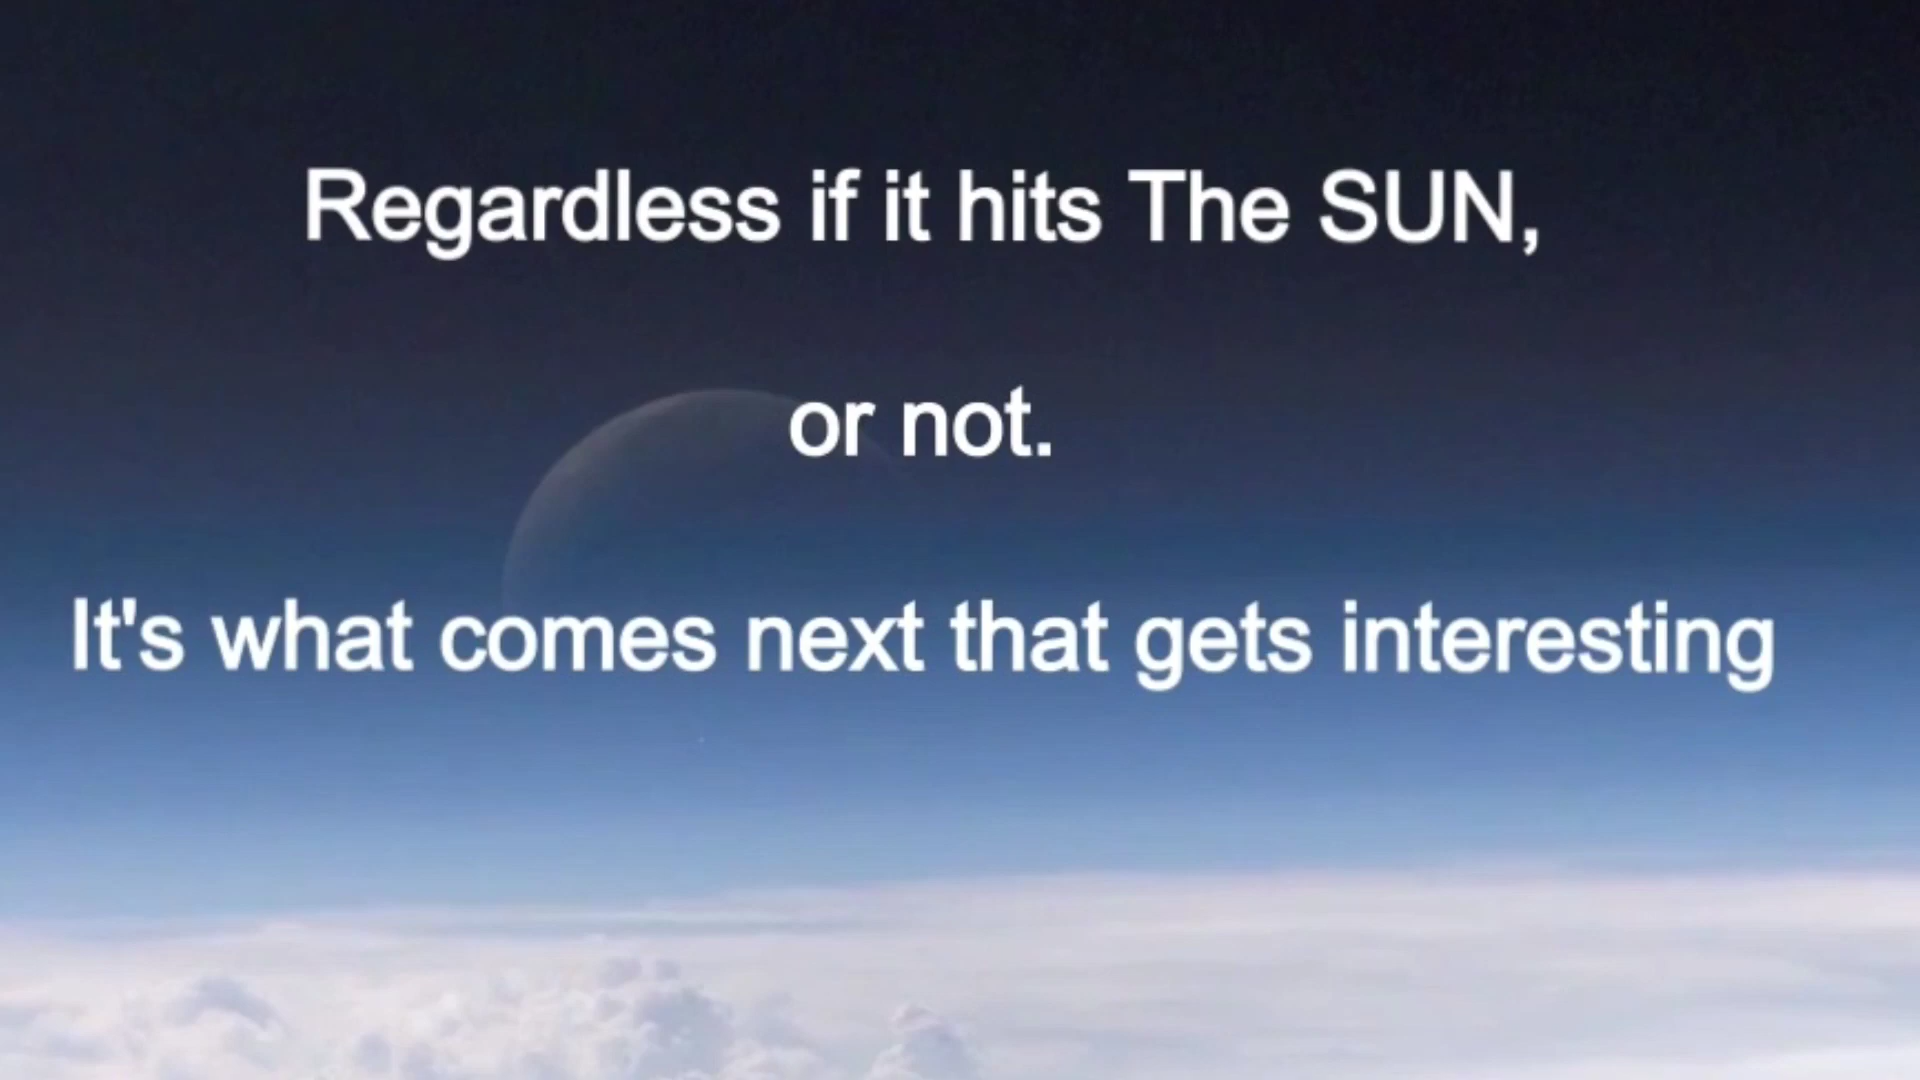 Regardless if it hits The SUN,
or not.
It's what comes next that gets interesting